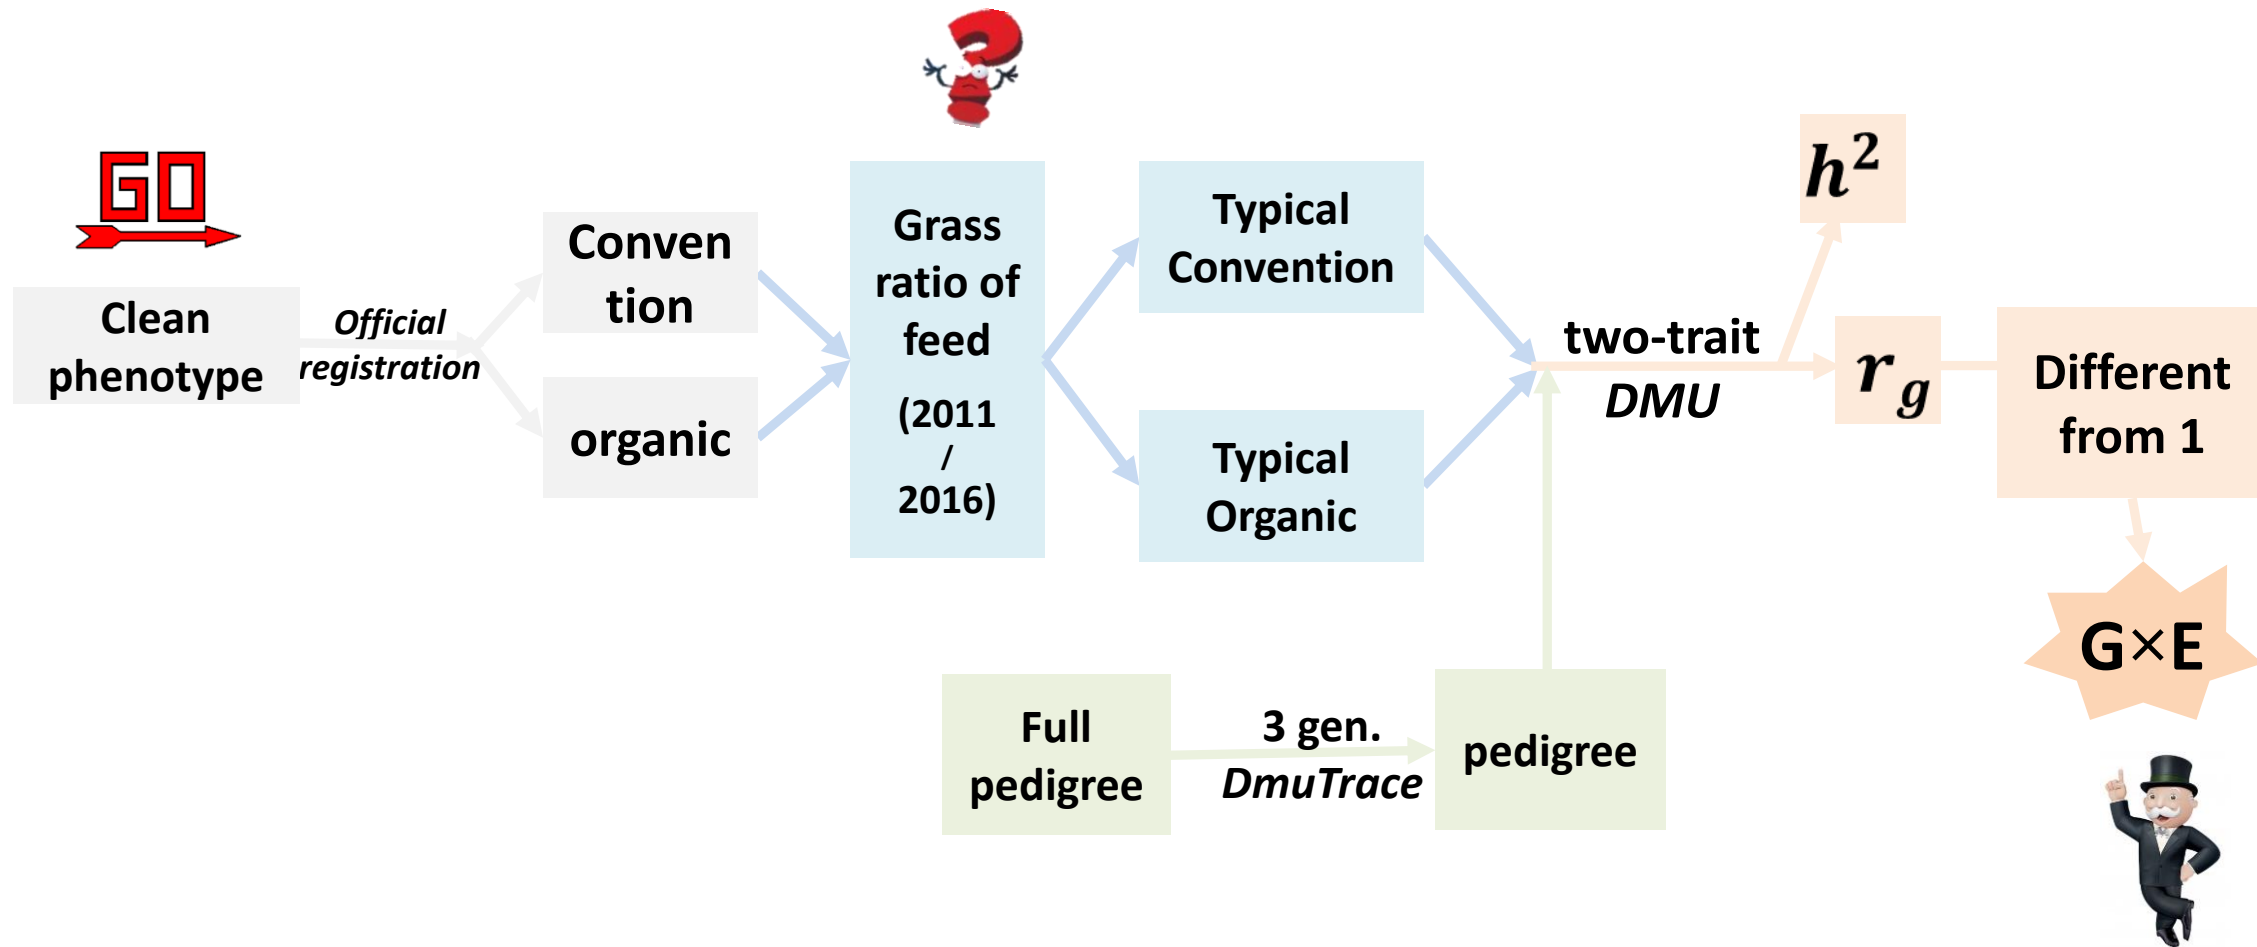 GO
Clean
phenotype
Official
registration
Conven
tion
organic
Grass
ratio of
feed
(2011
/
2016)
Typical
Convention
Typical
Organic
two-trait
DMU
h²
r g
Different
from 1
G×E
Full
pedigree
3 gen.
DmuTrace
pedigree